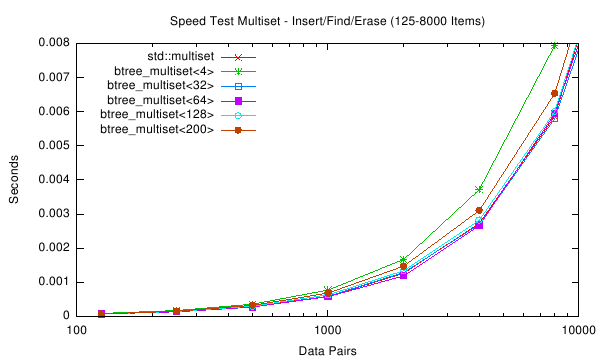 Speed Test Multiset - Insert/Find/Erase (125-8000 Items)
0.008
0.007
0.006
0.005
0.004
0.003
0.002
0.001
0
Seconds
std::multiset
btree_multiset<4>
btree_multiset<32>
btree_multiset<64>
btree_multiset<128>
btree_multiset<200>
100 1000 10000
Data Pairs